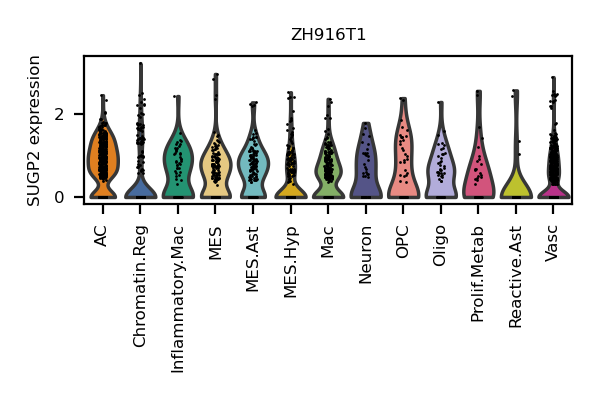 ZH916T1
SUGP2 expression
2
0
AC
Chromatin.Reg
Inflammatory.Mac
MES
MES.Ast
MES.Hyp
Mac
Neuron
OPC
Oligo
Prolif.Metab
Reactive.Ast
Vasc